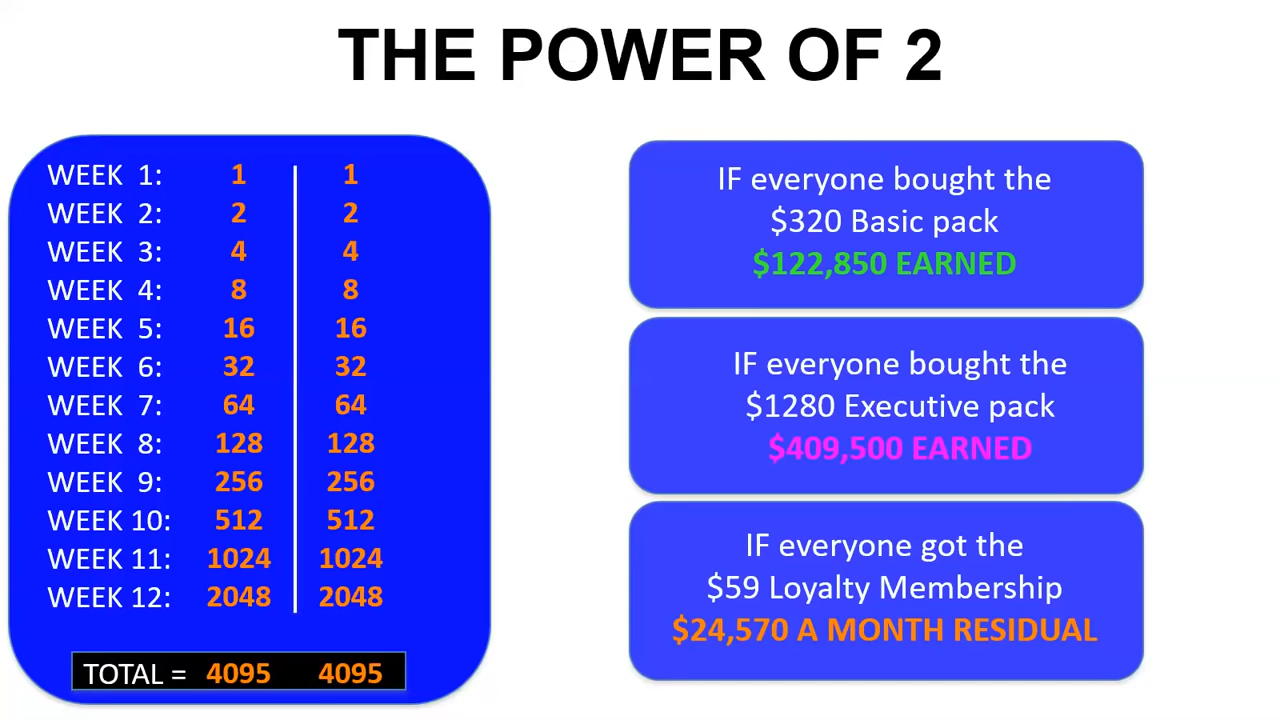 THE POWER OF 2
WEEK 1: 1 1
WEEK 2: 2 2
WEEK 3: 4 4
WEEK 4: 8 8
WEEK 5: 16 16
WEEK 6: 32 32
WEEK 7: 64 64
WEEK 8: 128 128
WEEK 9: 256 256
WEEK 10: 512 512
WEEK 11: 1024 1024
WEEK 12: 2048 2048
TOTAL = 4095 4095
IF everyone bought the
$320 Basic pack
$122,850 EARNED
IF everyone bought the
$1280 Executive pack
$409,500 EARNED
IF everyone got the
$59 Loyalty Membership
$24,570 A MONTH RESIDUAL